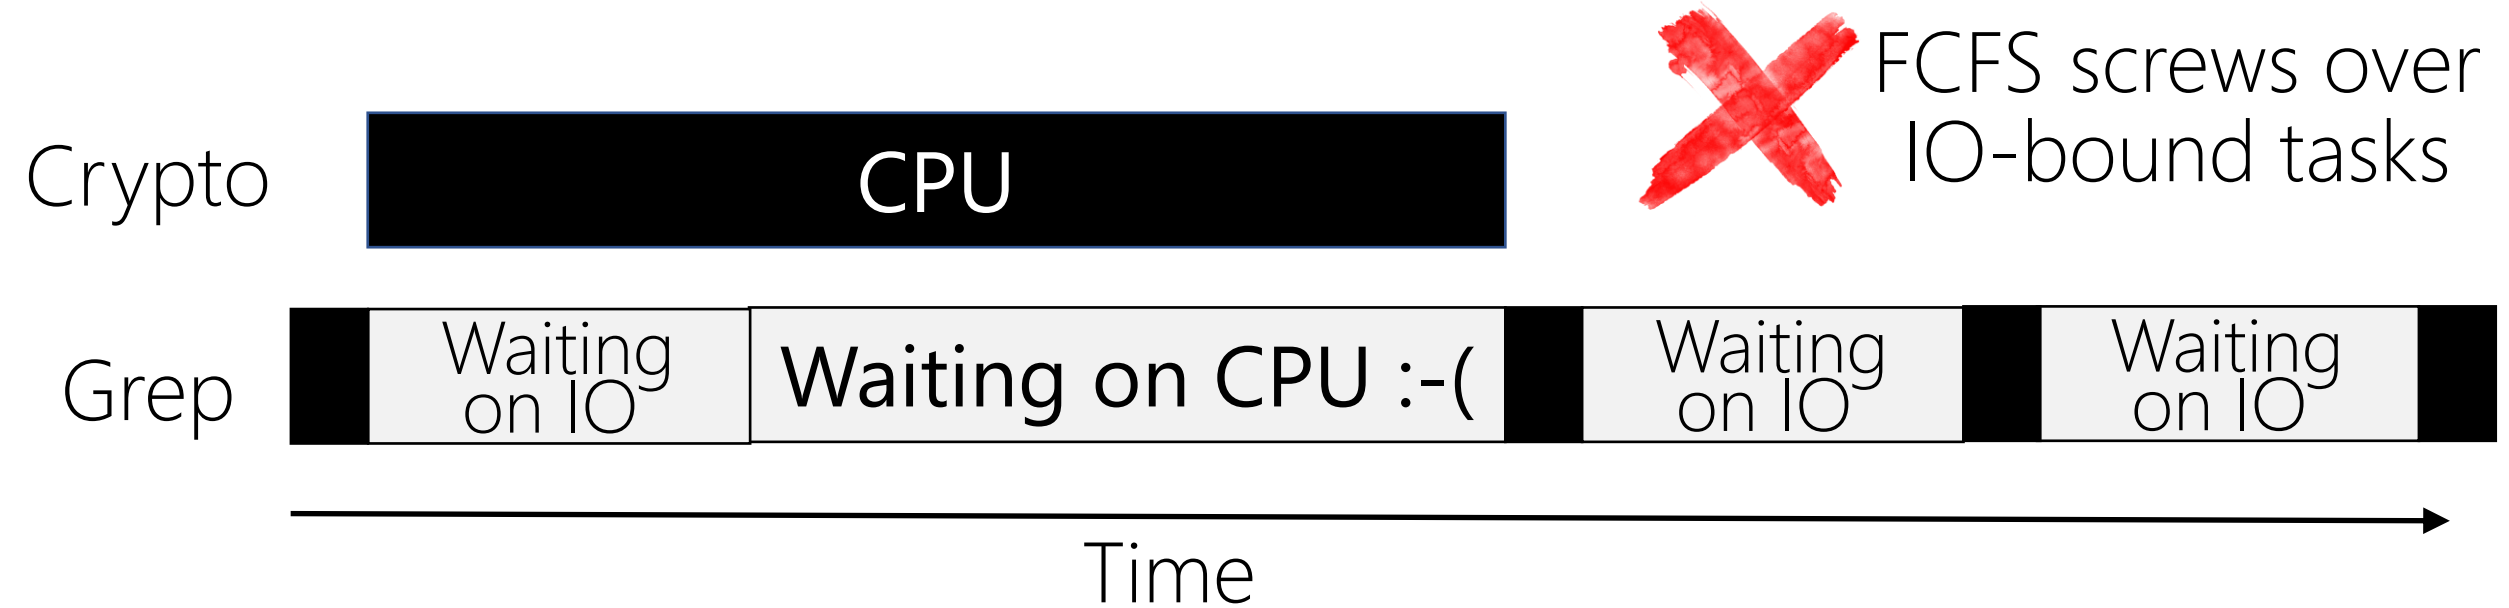 FCFS screws over
IO-bound tasks
Crypto
CPU
Grep
Waiting
on IO
Waiting on CPU :-(
Waiting
on IO
Waiting
on IO
Time